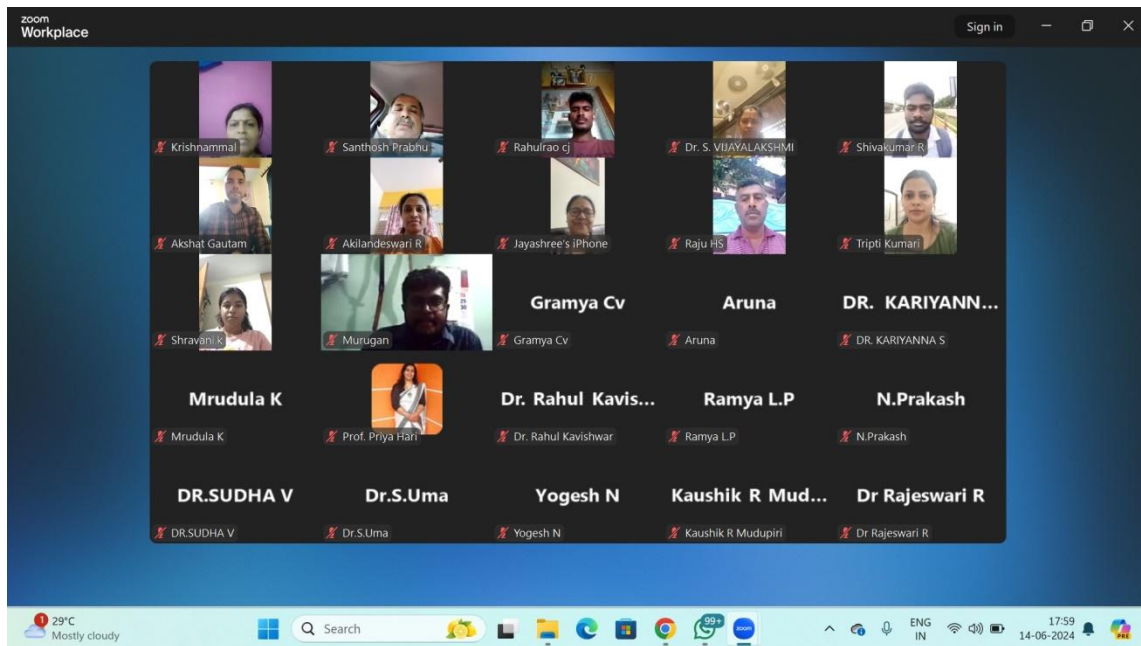 zoom
Workplace
Sign in
Krishnammal
Santhosh Prabhu
Rahulrao cj
Dr. S. VIJAYALAKSHMI
Shivakumar R
Akshat Gautam
Akilandeswari R
Jayashree's iPhone
Raju HS
Tripti Kumari
Shravani k
Murugan
Gramya Cv
Gramya Cv
Aruna
Aruna
DR. KARIYANN...
DR. KARIYANNA S
Mrudula K
Mrudula K
Prof. Priya Hari
Dr. Rahul Kavis...
Dr. Rahul Kavishwar
Ramya L.P
Ramya L.P
N.Prakash
N.Prakash
DR.SUDHA V
DR.SUDHA V
Dr.S.Uma
Dr.S.Uma
Yogesh N
Yogesh N
Kaushik R Mud...
Kaushik R Mudupiri
Dr Rajeswari R
Dr Rajeswari R
1
29°C
Mostly cloudy
Search
99+
zoom
ENG
IN
17:59
14-06-2024
PRE